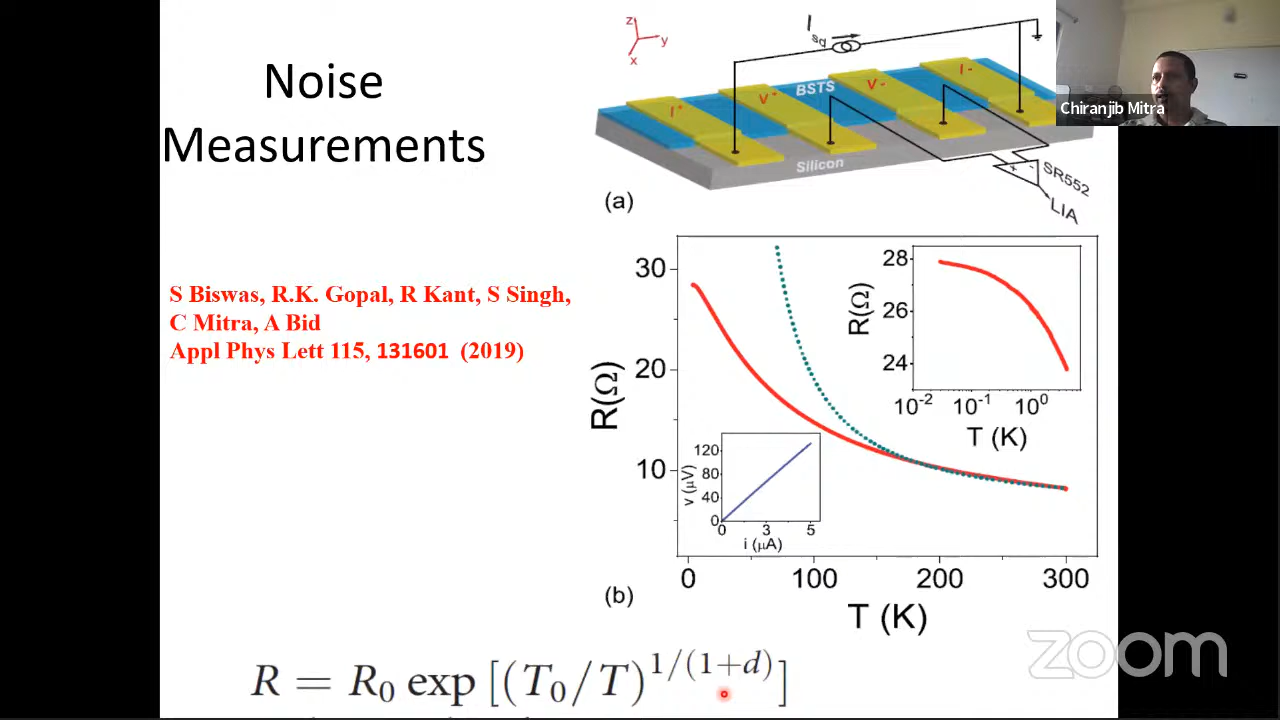 Noise
Measurements
S Biswas, R.K. Gopal, R Kant, S Singh,
C Mitra, A Bid
Appl Phys Lett 115, 131601 (2019)
z
y
x
I sd
I+
V+
BSTS
V-
I-
Silicon
+
-
SR552
LIA
(a)
Chiranjib Mitra
R(Ω)
30
20
10
0
100
200
300
T (K)
(b)
R(Ω)
28
26
24
10-2
10-1
100
T (K)
v (μV)
120
80
40
0
0
3
5
i (μA)
R = R0 exp [(T0/T)1/(1+d)]
zoom